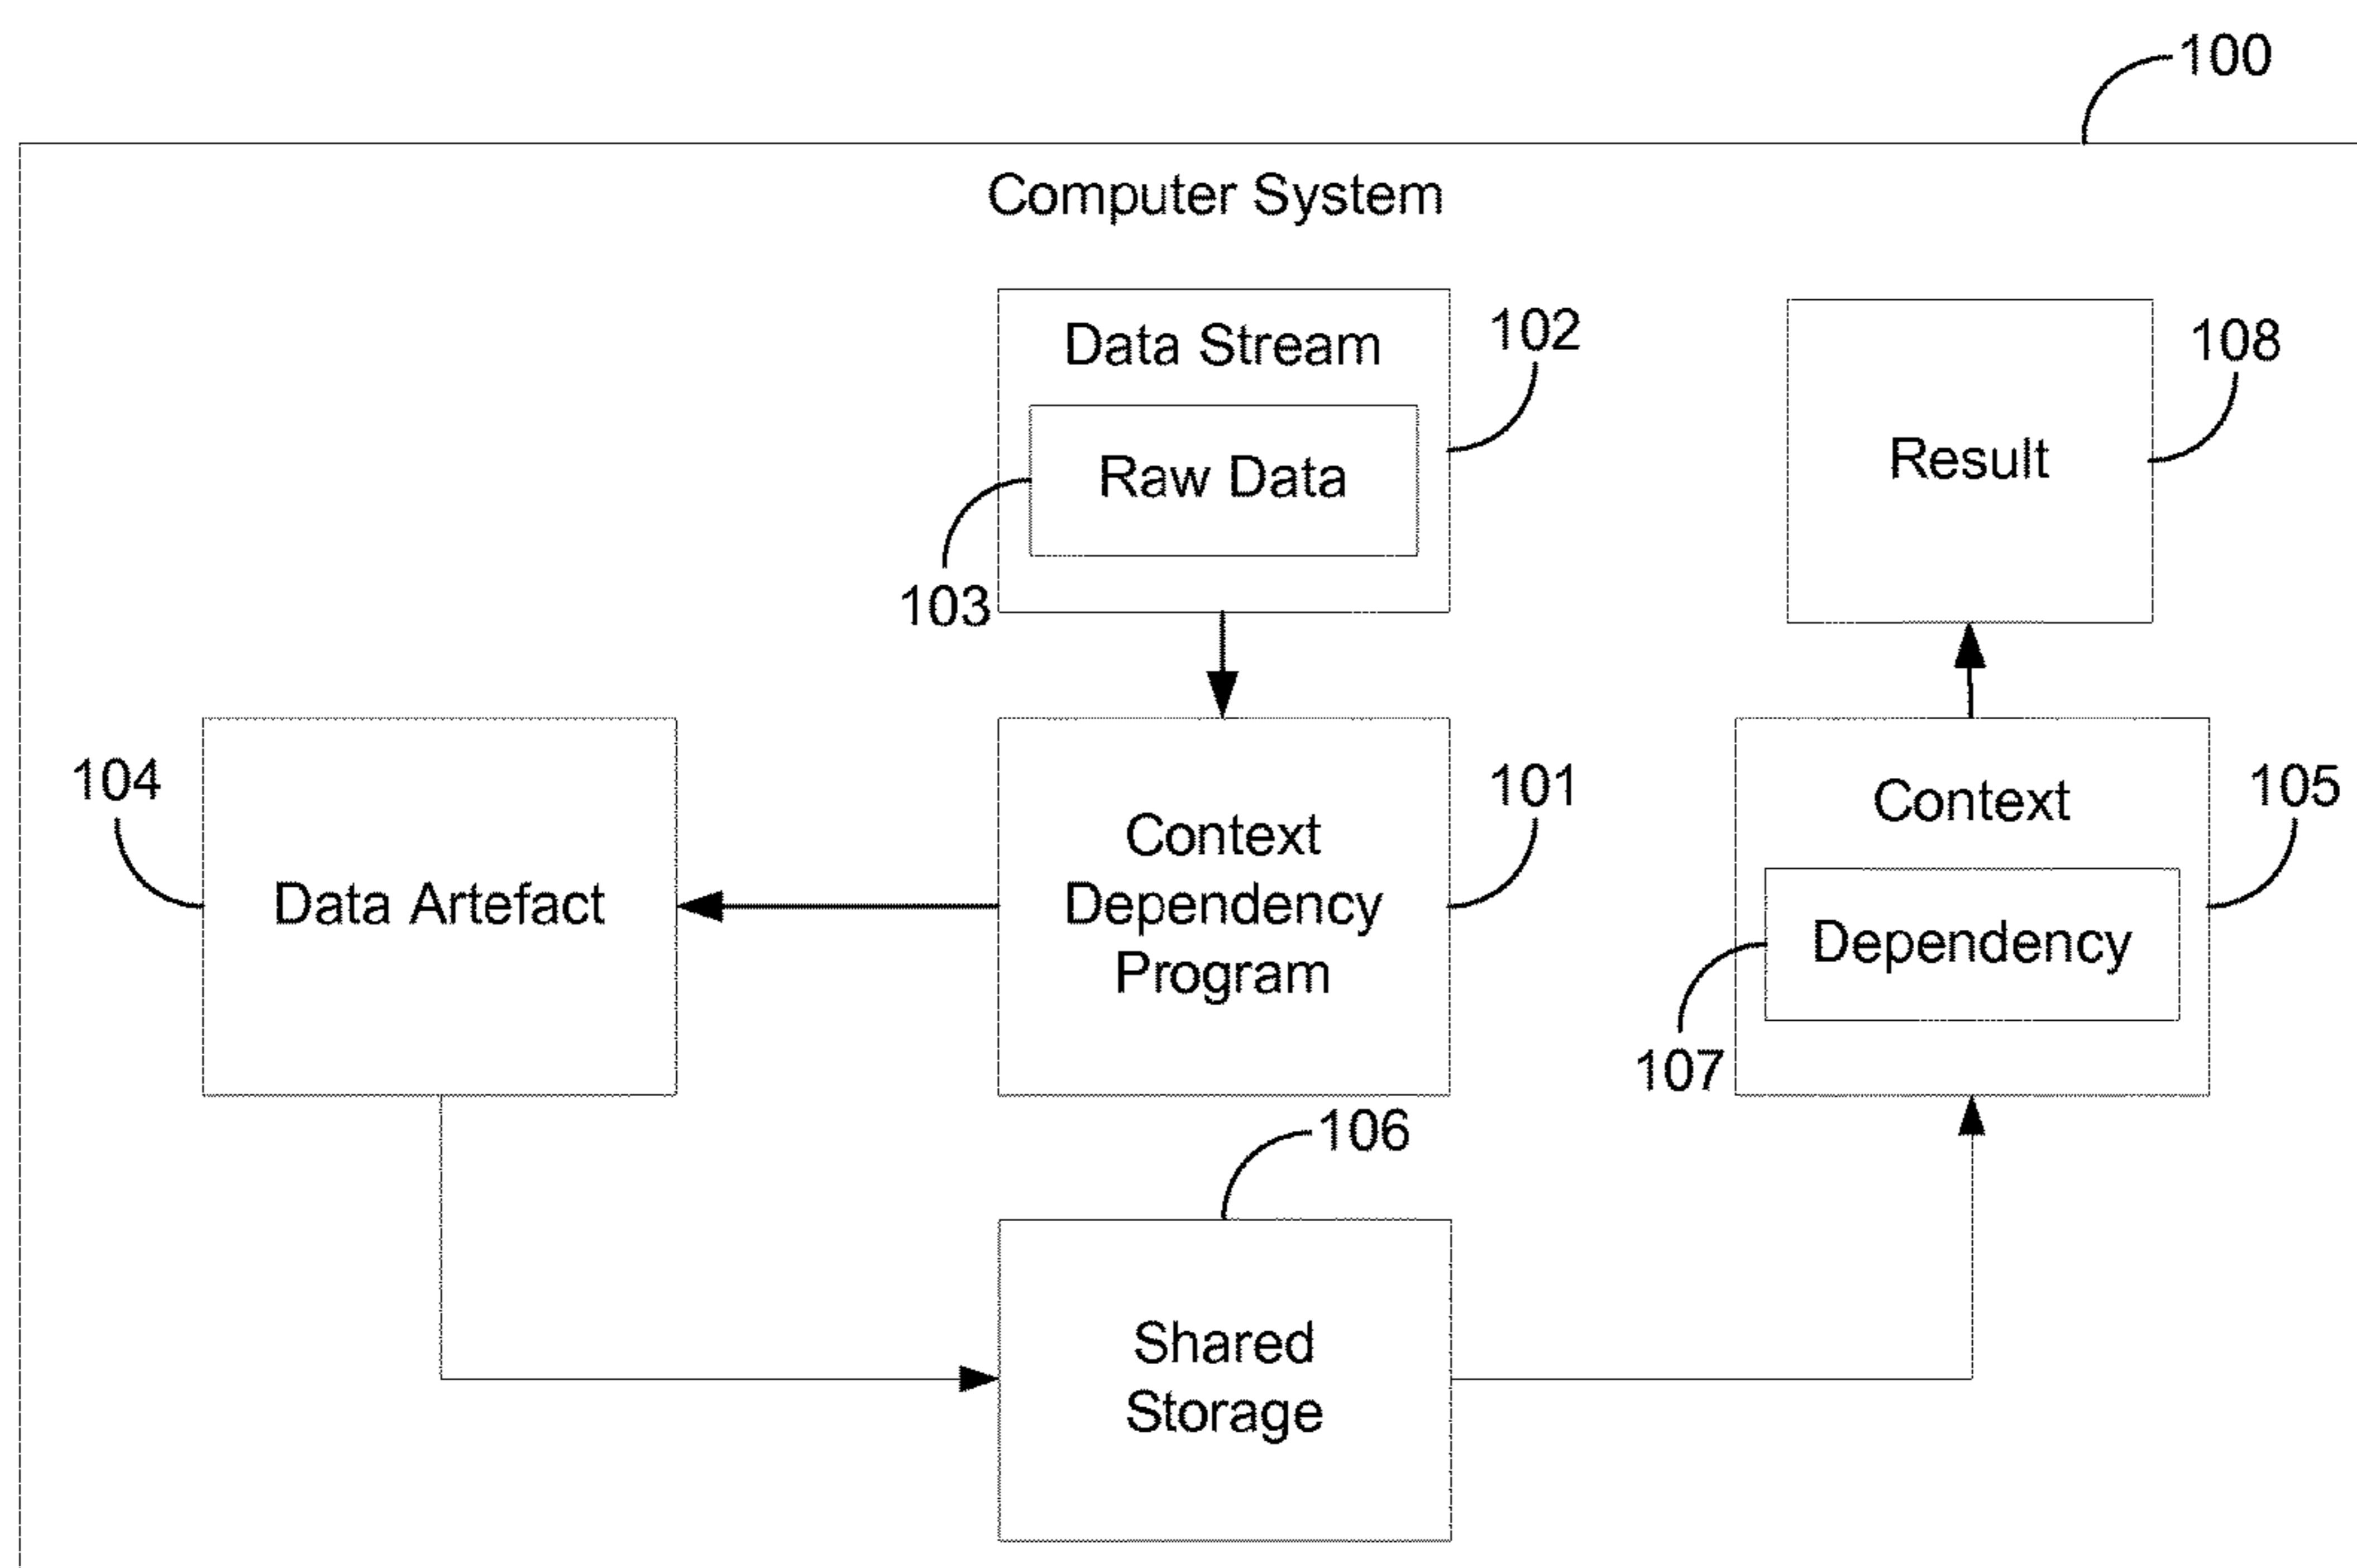 100
Computer System
Data Stream
102
Raw Data
103
Result
108
104
Data Artefact
Context
Dependency
Program
101
Context
105
Dependency
107
106
Shared
Storage